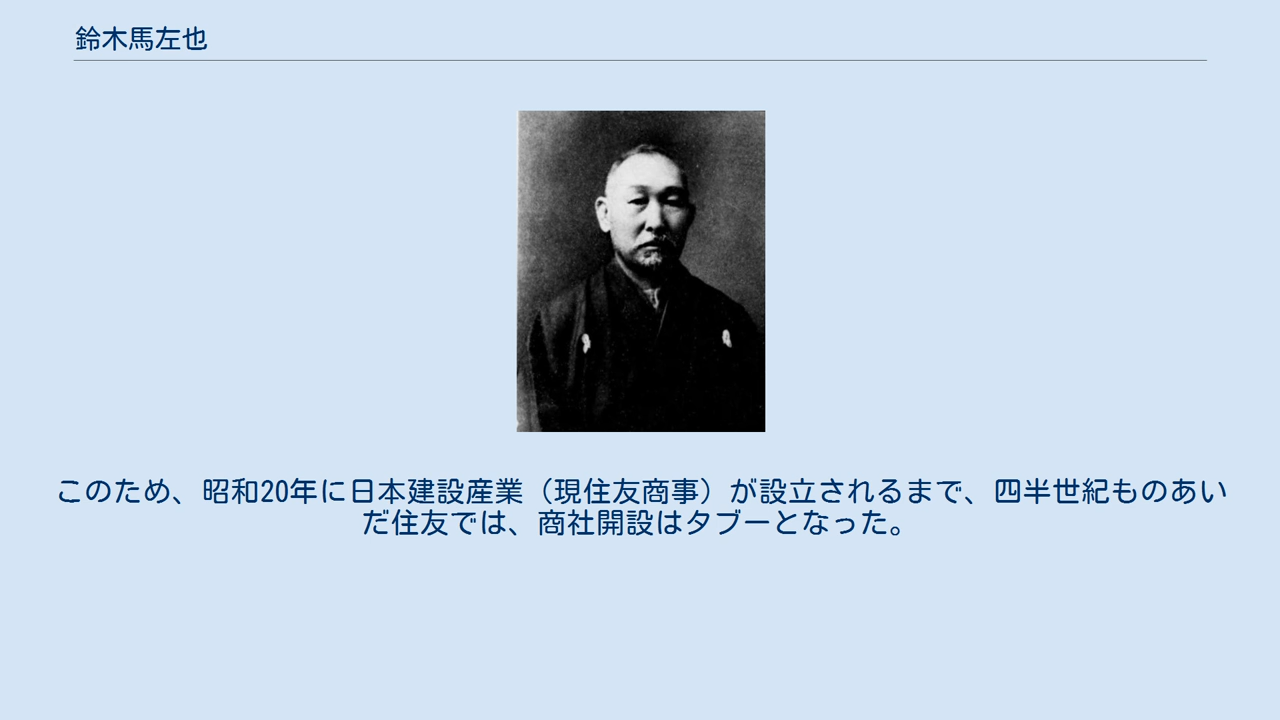 鈴木馬左也
このため、昭和20年に日本建設産業（現住友商事）が設立されるまで、四半世紀ものあい
だ住友では、商社開設はタブーとなった。